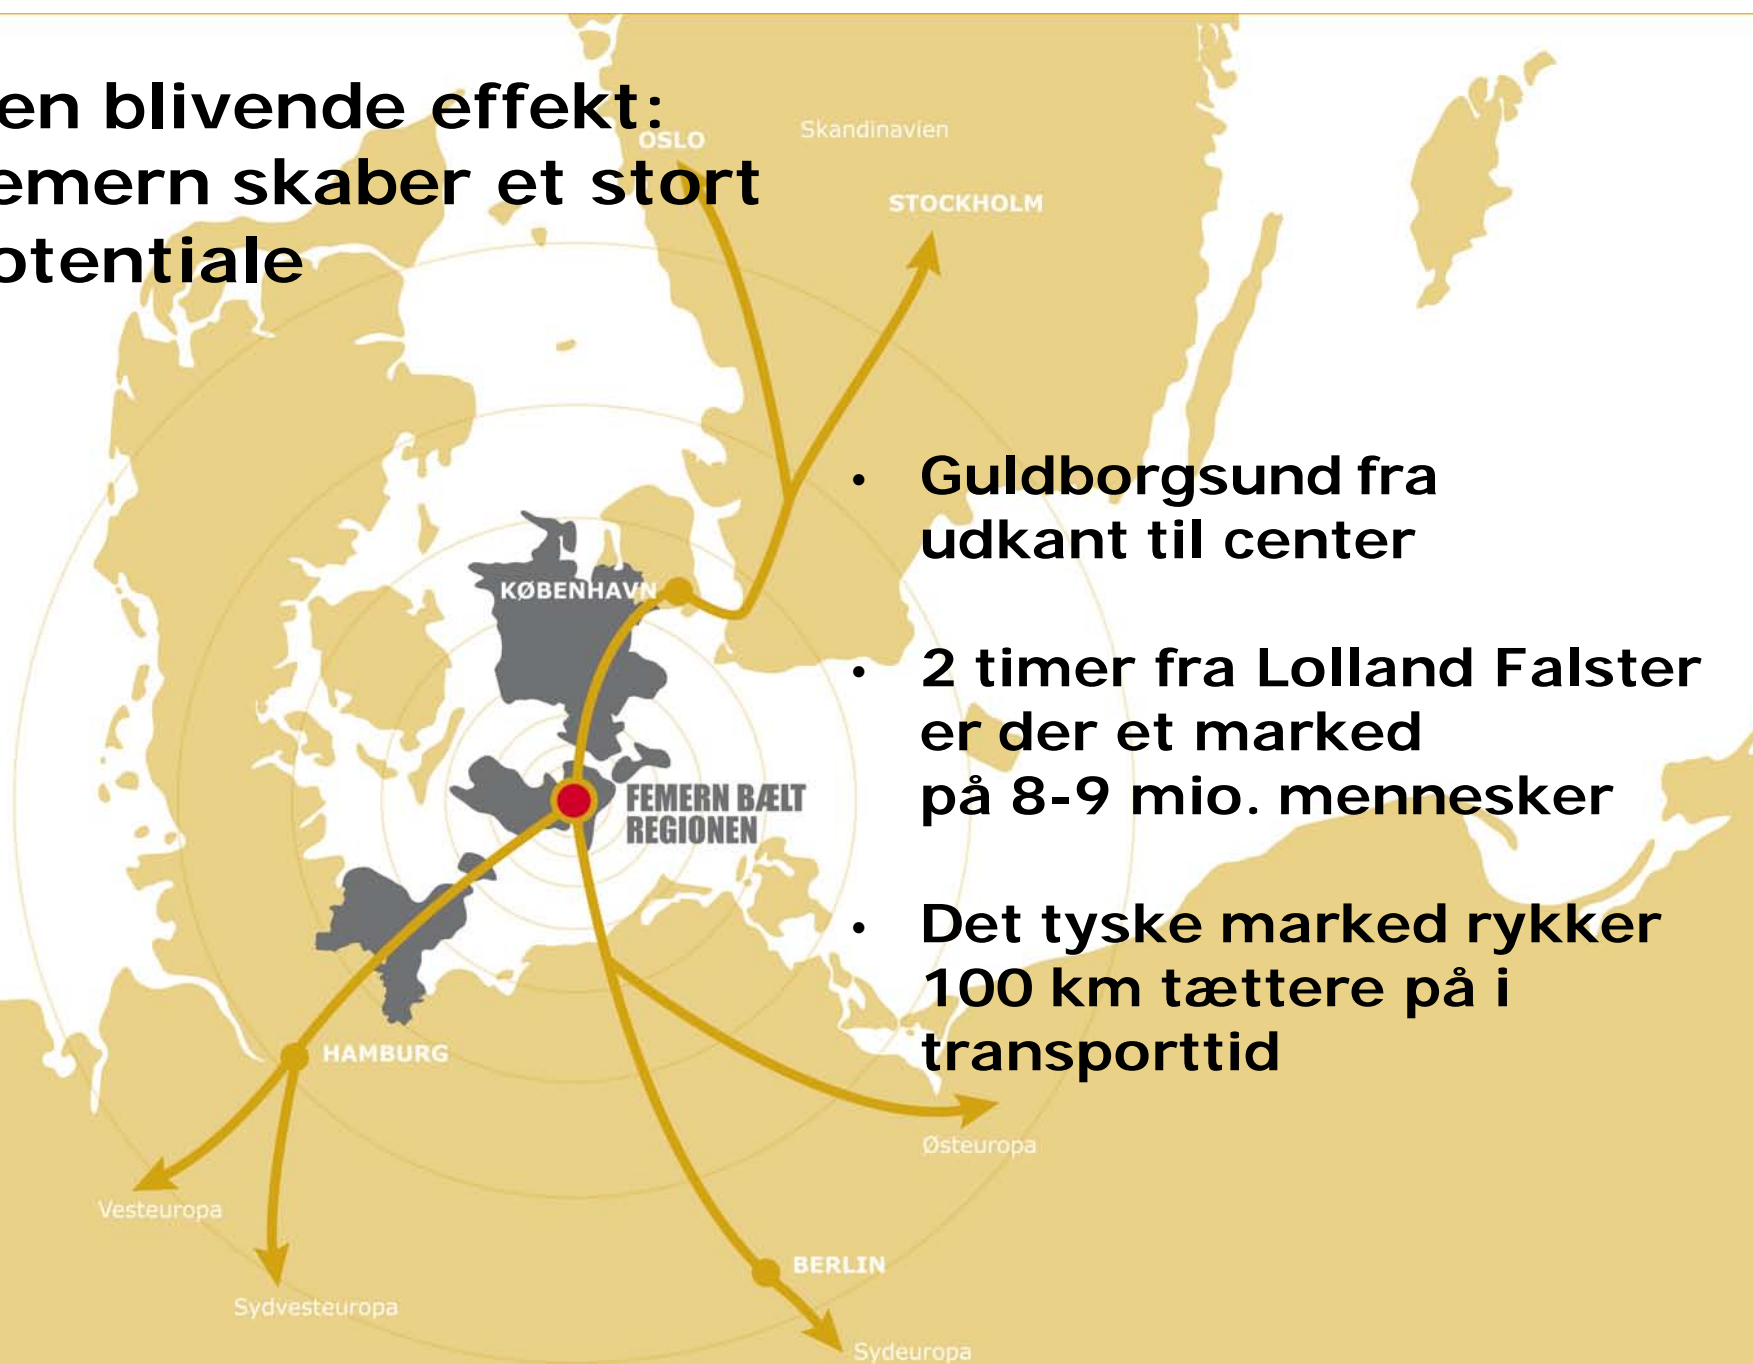 en blivende effekt:
emern skaber et stort
otentiale
OSLO
Skandinavien
STOCKHOLM
KØBENHAVN
FEMERN BÆLT
REGIONEN
• Guldborgsund fra
udkant til center
• 2 timer fra Lolland Falster
er der et marked
på 8-9 mio. mennesker
• Det tyske marked rykker
100 km tættere på i
transporttid
HAMBURG
Østeuropa
Vesteuropa
BERLIN
Sydvesteuropa
Sydeuropa